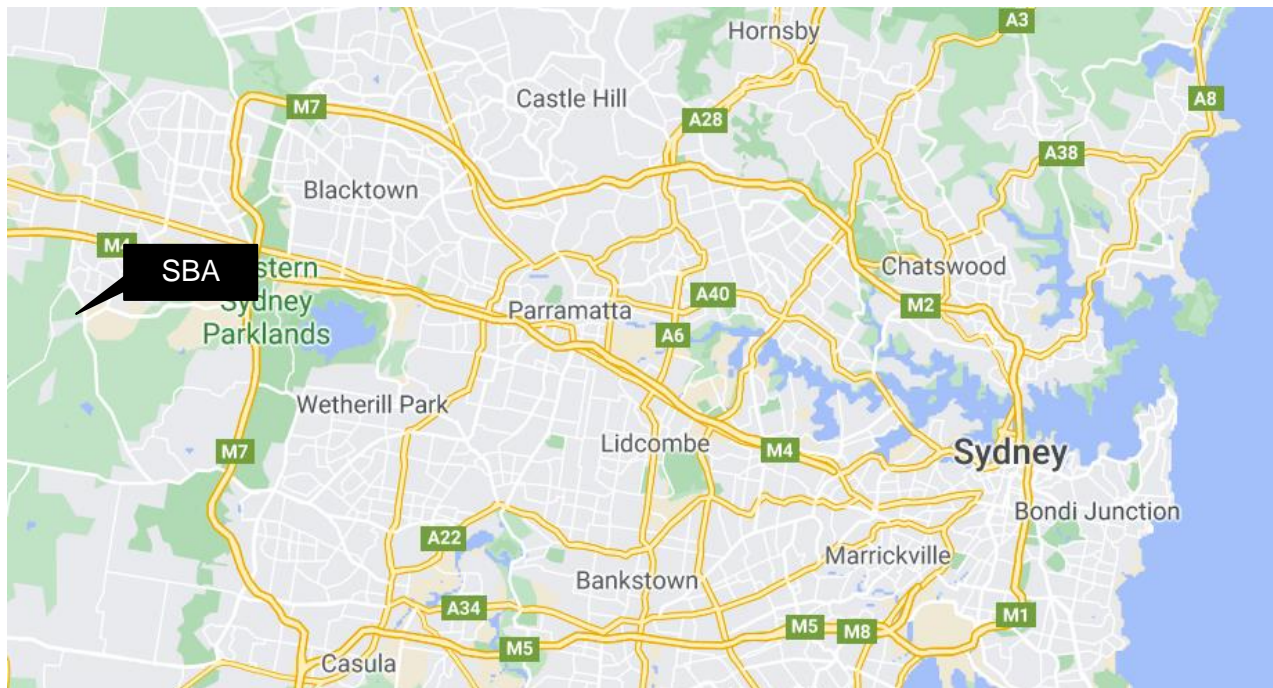 A3
Hornsby
Castle Hill
M7
A28
A8
A38
Blacktown
M4
SBA
stern
Sydney
Parklands
Chatswood
Parramatta
A40
M2
A6
Wetherill Park
Lidcombe
M7
M4
Sydney
Bondi Junction
A22
Marrickville
Bankstown
A34
M1
M5
M8
M5
Casula